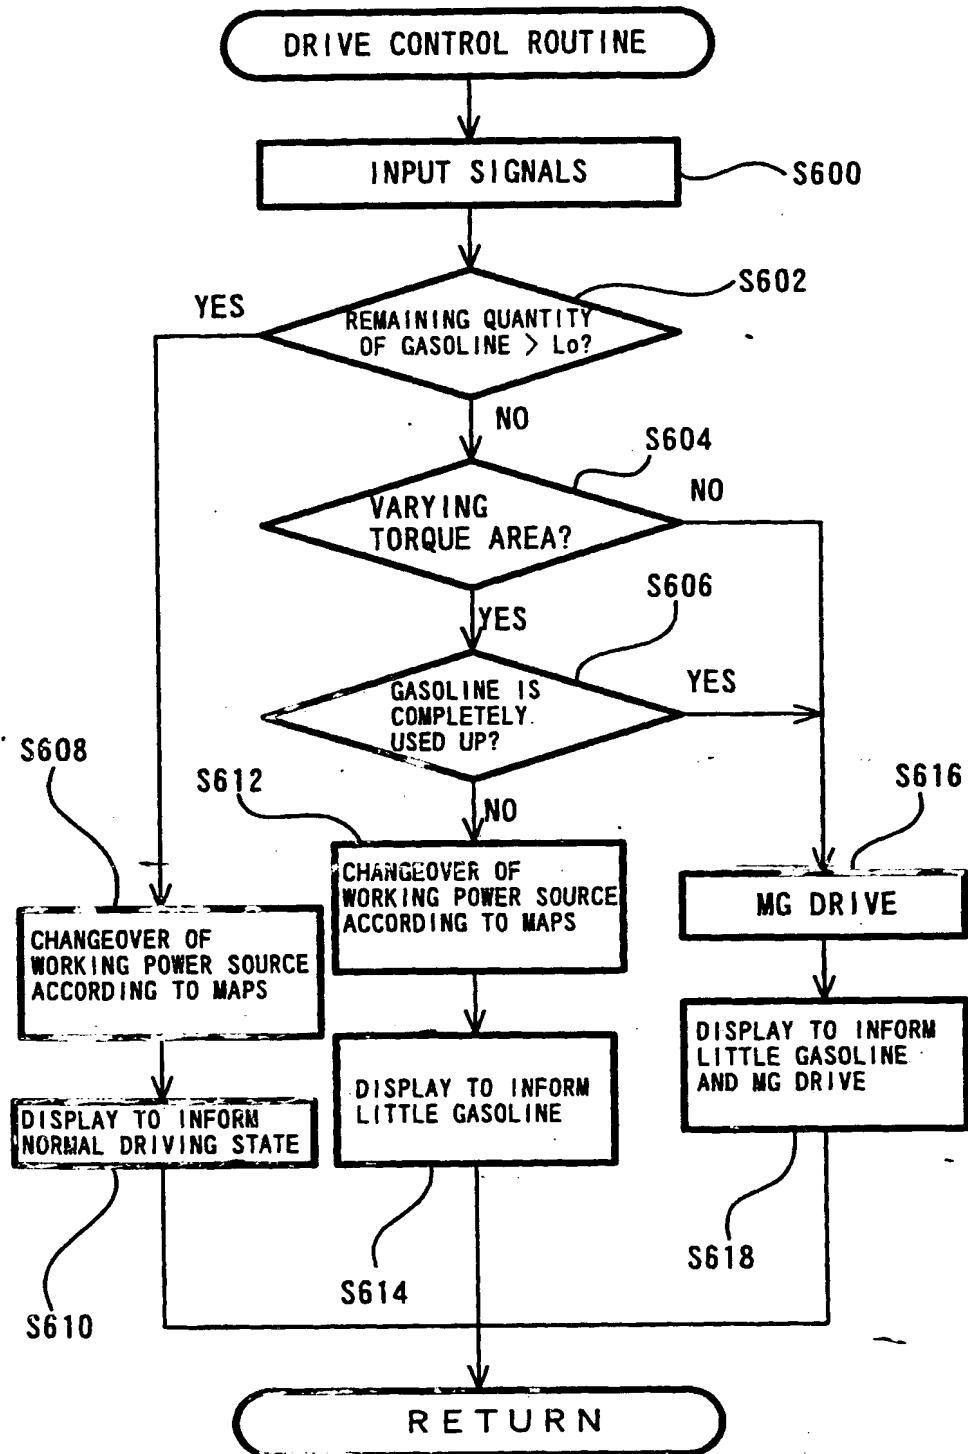 DRIVE CONTROL ROUTINE
INPUT SIGNALS
S600
S602
YES
REMAINING QUANTITY
OF GASOLINE > Lo?
NO
S604
NO
VARYING
TORQUE AREA?
S606
YES
YES
GASOLINE IS
COMPLETELY
USED UP?
S608
S612
S616
NO
CHANGEOVER OF
WORKING POWER SOURCE
ACCORDING TO MAPS
MG DRIVE
CHANGEOVER OF
WORKING POWER SOURCE
ACCORDING TO MAPS
DISPLAY TO INFORM
LITTLE GASOLINE
AND MG DRIVE
DISPLAY TO INFORM
LITTLE GASOLINE
DISPLAY TO INFORM
NORMAL DRIVING STATE
S618
S614
S610
RETURN